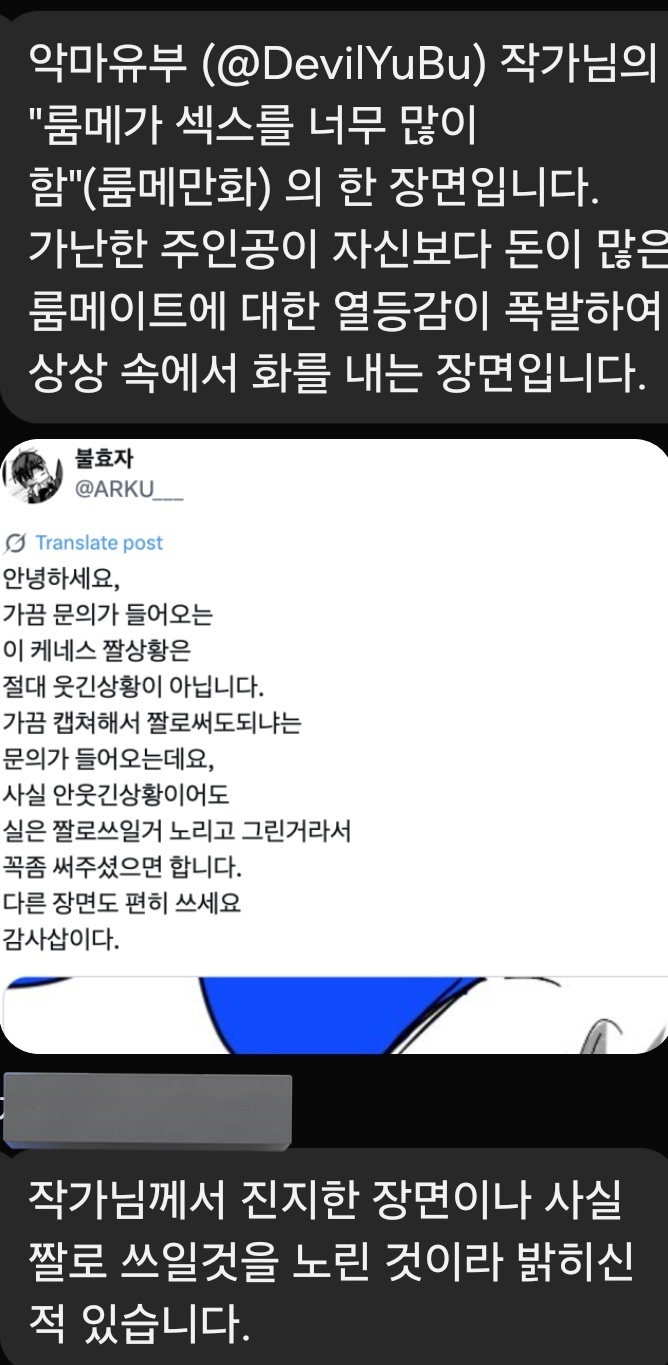 악마유부 (@DevilYuBu) 작가님의
"룸메가 섹스를 너무 많이
함"(룸메만화) 의 한 장면입니다.
가난한 주인공이 자신보다 돈이 많은
룸메이트에 대한 열등감이 폭발하여
상상 속에서 화를 내는 장면입니다.
불효자
@ARKU___
Translate post
안녕하세요,
가끔 문의가 들어오는
이 케네스 짤상황은
절대 웃긴상황이 아닙니다.
가끔 캡쳐해서 짤로써도되냐는
문의가 들어오는데요,
사실 안웃긴상황이어도
실은 짤로쓰일거 노리고 그린거라서
꼭좀 써주셨으면 합니다.
다른 장면도 편히 쓰세요
감사삽이다.
작가님께서 진지한 장면이나 사실
짤로 쓰일것을 노린 것이라 밝히신
적 있습니다.